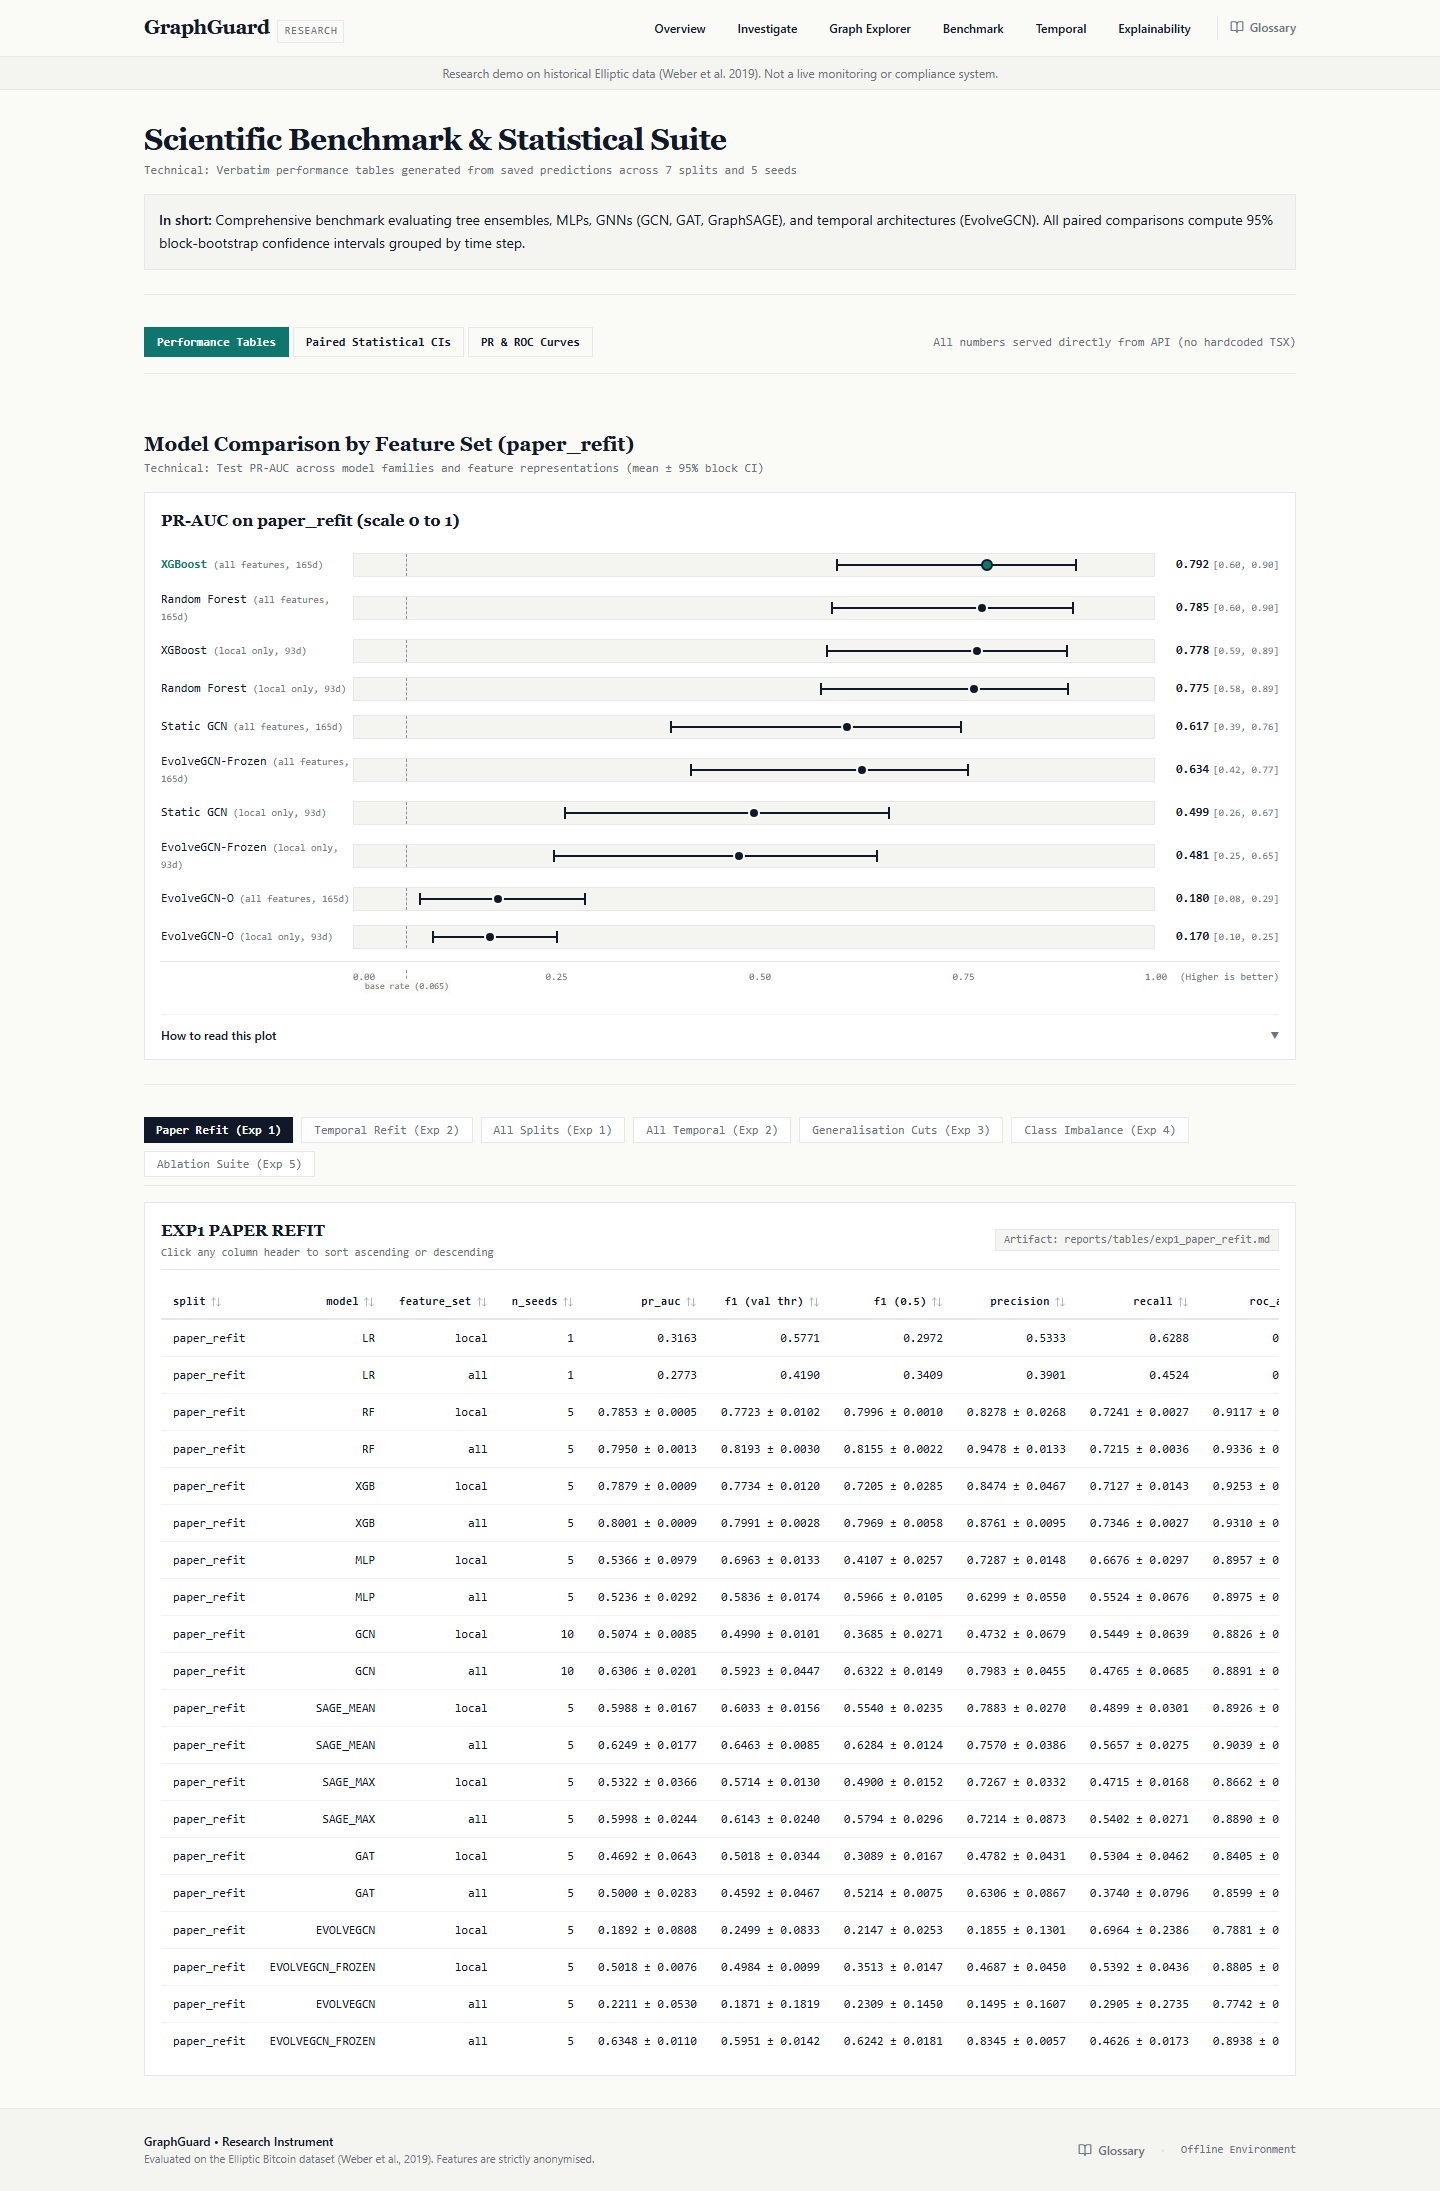 GraphGuard RESEARCH Overview Investigate Graph Explorer Benchmark Temporal Explainability Glossary
Research demo on historical Elliptic data (Weber et al. 2019). Not a live monitoring or compliance system.
Scientific Benchmark & Statistical Suite
Technical: Verbatim performance tables generated from saved predictions across 7 splits and 5 seeds
In short: Comprehensive benchmark evaluating tree ensembles, MLPs, GNNs (GCN, GAT, GraphSAGE), and temporal architectures (EvolveGCN). All paired comparisons compute 95%
block-bootstrap confidence intervals grouped by time step.
Performance Tables Paired Statistical CIs PR & ROC Curves All numbers served directly from API (no hardcoded TSX)
Model Comparison by Feature Set (paper_refit)
Technical: Test PR-AUC across model families and feature representations (mean ± 95% block CI)
PR-AUC on paper_refit (scale 0 to 1)
XGBoost (all features, 165d) 0.792 [0.60, 0.90]
Random Forest (all features,
165d) 0.785 [0.60, 0.90]
XGBoost (local only, 93d) 0.778 [0.59, 0.89]
Random Forest (local only, 93d) 0.775 [0.58, 0.89]
Static GCN (all features, 165d) 0.617 [0.39, 0.76]
EvolveGCN-Frozen (all features,
165d) 0.634 [0.42, 0.77]
Static GCN (local only, 93d) 0.499 [0.26, 0.67]
EvolveGCN-Frozen (local only,
93d) 0.481 [0.25, 0.65]
EvolveGCN-O (all features, 165d) 0.180 [0.08, 0.29]
EvolveGCN-O (local only, 93d) 0.170 [0.10, 0.25]
0.00 0.25 0.50 0.75 1.00 (Higher is better)
base rate (0.065)
How to read this plot ▼
Paper Refit (Exp 1) Temporal Refit (Exp 2) All Splits (Exp 1) All Temporal (Exp 2) Generalisation Cuts (Exp 3) Class Imbalance (Exp 4)
Ablation Suite (Exp 5)
EXP1 PAPER REFIT
Click any column header to sort ascending or descending Artifact: reports/tables/exp1_paper_refit.md
split ↑↓ model ↑↓ feature_set ↑↓ n_seeds ↑↓ pr_auc ↑↓ f1 (val thr) ↑↓ f1 (0.5) ↑↓ precision ↑↓ recall ↑↓ roc_a
paper_refit LR local 1 0.3163 0.5771 0.2972 0.5333 0.6288 0
paper_refit LR all 1 0.2773 0.4190 0.3409 0.3901 0.4524 0
paper_refit RF local 5 0.7853 ± 0.0005 0.7723 ± 0.0102 0.7996 ± 0.0010 0.8278 ± 0.0268 0.7241 ± 0.0027 0.9117 ± 0
paper_refit RF all 5 0.7950 ± 0.0013 0.8193 ± 0.0030 0.8155 ± 0.0022 0.9478 ± 0.0133 0.7215 ± 0.0036 0.9336 ± 0
paper_refit XGB local 5 0.7879 ± 0.0009 0.7734 ± 0.0120 0.7205 ± 0.0285 0.8474 ± 0.0467 0.7127 ± 0.0143 0.9253 ± 0
paper_refit XGB all 5 0.8001 ± 0.0009 0.7991 ± 0.0028 0.7969 ± 0.0058 0.8761 ± 0.0095 0.7346 ± 0.0027 0.9310 ± 0
paper_refit MLP local 5 0.5366 ± 0.0979 0.6963 ± 0.0133 0.4107 ± 0.0257 0.7287 ± 0.0148 0.6676 ± 0.0297 0.8957 ± 0
paper_refit MLP all 5 0.5236 ± 0.0292 0.5836 ± 0.0174 0.5966 ± 0.0105 0.6299 ± 0.0550 0.5524 ± 0.0676 0.8975 ± 0
paper_refit GCN local 10 0.5074 ± 0.0085 0.4990 ± 0.0101 0.3685 ± 0.0271 0.4732 ± 0.0679 0.5449 ± 0.0639 0.8826 ± 0
paper_refit GCN all 10 0.6306 ± 0.0201 0.5923 ± 0.0447 0.6322 ± 0.0149 0.7983 ± 0.0455 0.4765 ± 0.0685 0.8891 ± 0
paper_refit SAGE_MEAN local 5 0.5988 ± 0.0167 0.6033 ± 0.0156 0.5540 ± 0.0235 0.7883 ± 0.0270 0.4899 ± 0.0301 0.8926 ± 0
paper_refit SAGE_MEAN all 5 0.6249 ± 0.0177 0.6463 ± 0.0085 0.6284 ± 0.0124 0.7570 ± 0.0386 0.5657 ± 0.0275 0.9039 ± 0
paper_refit SAGE_MAX local 5 0.5322 ± 0.0366 0.5714 ± 0.0130 0.4900 ± 0.0152 0.7267 ± 0.0332 0.4715 ± 0.0168 0.8662 ± 0
paper_refit SAGE_MAX all 5 0.5998 ± 0.0244 0.6143 ± 0.0240 0.5794 ± 0.0296 0.7214 ± 0.0873 0.5402 ± 0.0271 0.8890 ± 0
paper_refit GAT local 5 0.4692 ± 0.0643 0.5018 ± 0.0344 0.3089 ± 0.0167 0.4782 ± 0.0431 0.5304 ± 0.0462 0.8405 ± 0
paper_refit GAT all 5 0.5000 ± 0.0283 0.4592 ± 0.0467 0.5214 ± 0.0075 0.6306 ± 0.0867 0.3740 ± 0.0796 0.8599 ± 0
paper_refit EVOLVEGCN local 5 0.1892 ± 0.0808 0.2499 ± 0.0833 0.2147 ± 0.0253 0.1855 ± 0.1301 0.6964 ± 0.2386 0.7881 ± 0
paper_refit EVOLVEGCN_FROZEN local 5 0.5018 ± 0.0076 0.4984 ± 0.0099 0.3513 ± 0.0147 0.4687 ± 0.0450 0.5392 ± 0.0436 0.8805 ± 0
paper_refit EVOLVEGCN all 5 0.2211 ± 0.0530 0.1871 ± 0.1819 0.2309 ± 0.1450 0.1495 ± 0.1607 0.2905 ± 0.2735 0.7742 ± 0
paper_refit EVOLVEGCN_FROZEN all 5 0.6348 ± 0.0110 0.5951 ± 0.0142 0.6242 ± 0.0181 0.8345 ± 0.0057 0.4626 ± 0.0173 0.8938 ± 0
GraphGuard • Research Instrument
Evaluated on the Elliptic Bitcoin dataset (Weber et al., 2019). Features are strictly anonymised. Glossary · Offline Environment